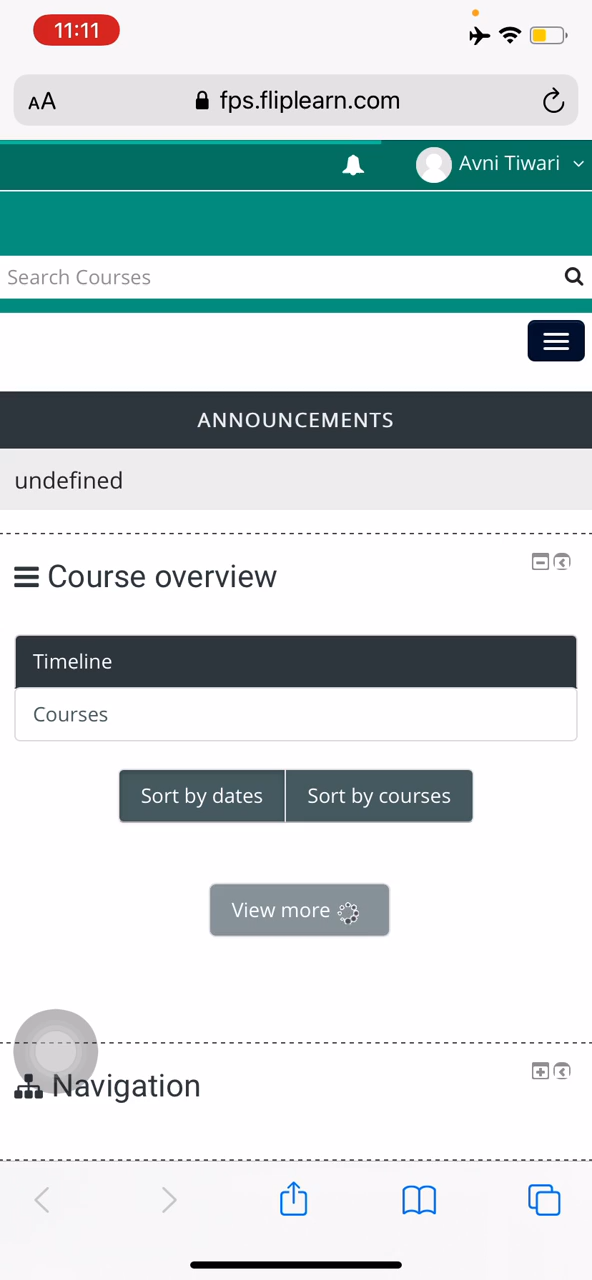 11:11
AA
fps.fliplearn.com
Avni Tiwari
Search Courses
ANNOUNCEMENTS
undefined
Course overview
Timeline
Courses
Sort by dates
Sort by courses
View more
Navigation